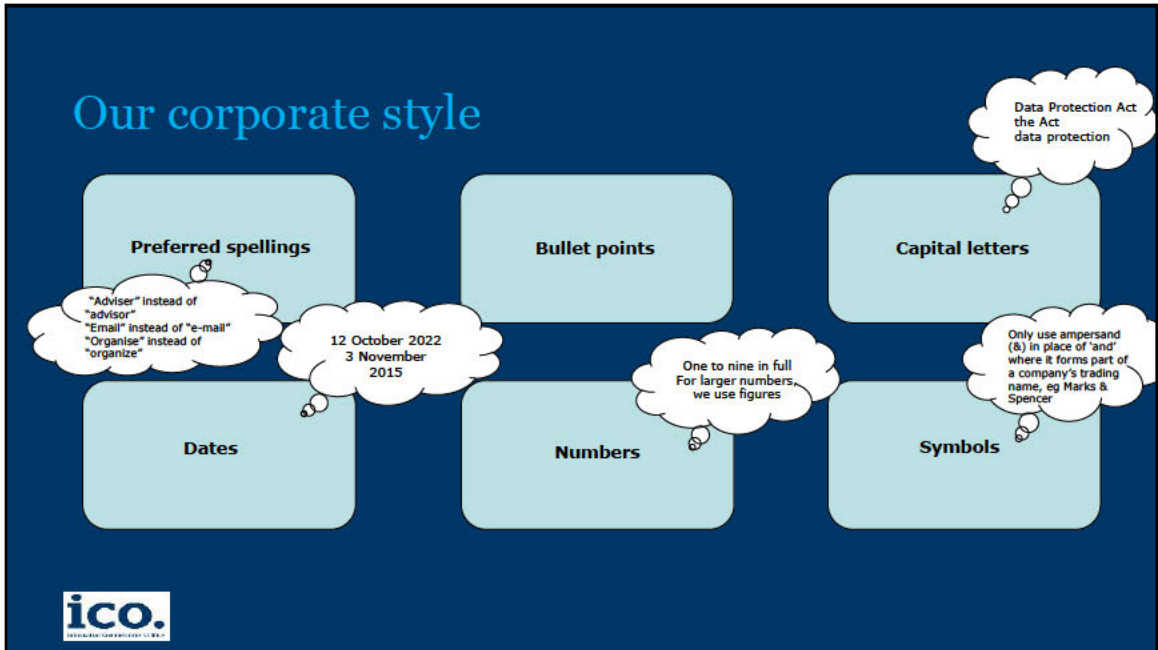 Our corporate style
Data Protection Act
the Act
data protection
Preferred spellings
Bullet points
Capital letters
“Adviser” instead of
“advisor”
“Email” instead of “e-mail”
“Organise” instead of
“organize”
12 October 2022
3 November
2015
One to nine in full
For larger numbers,
we use figures
Only use ampersand
(&) in place of ‘and’
where it forms part of
a company’s trading
name, eg Marks &
Spencer
Dates
Numbers
Symbols
ico.
Information Commissioner's Office